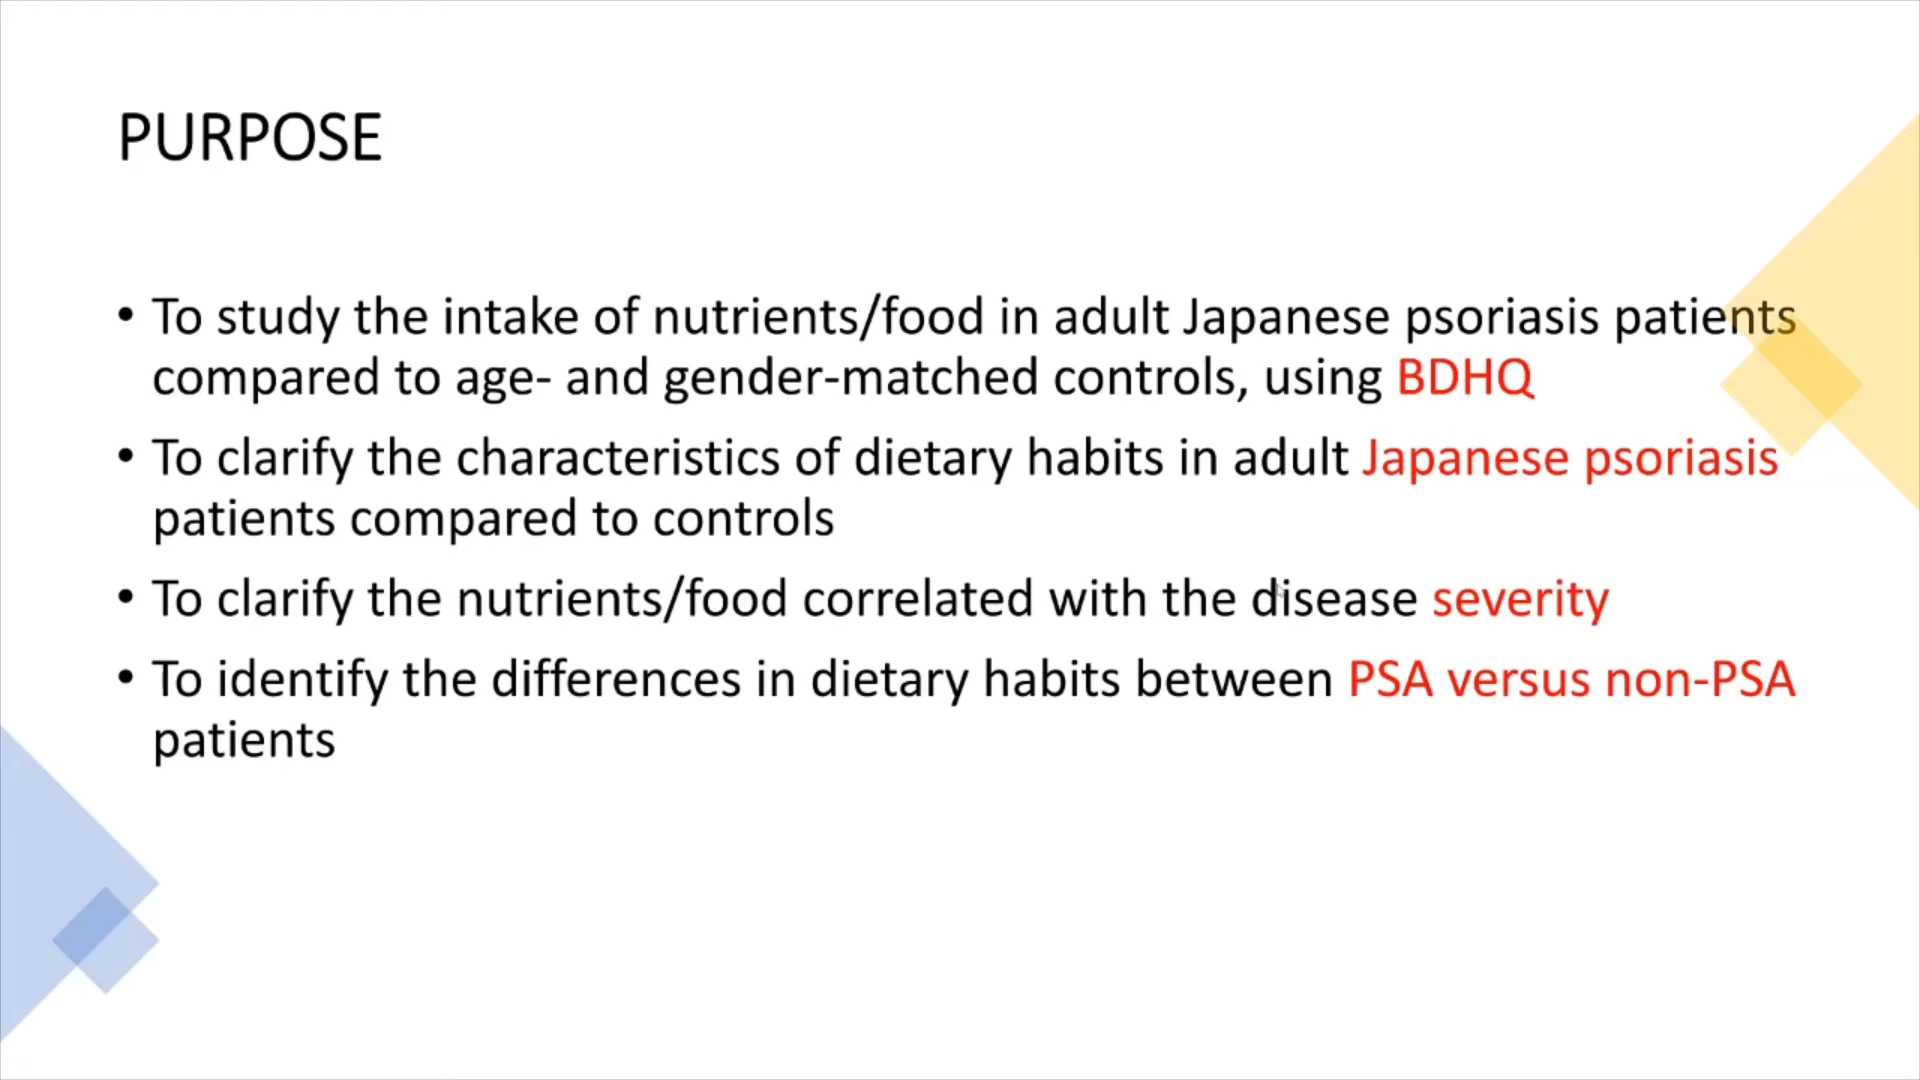 PURPOSE
• To study the intake of nutrients/food in adult Japanese psoriasis patients
compared to age- and gender-matched controls, using BDHQ
• To clarify the characteristics of dietary habits in adult Japanese psoriasis
patients compared to controls
• To clarify the nutrients/food correlated with the disease severity
• To identify the differences in dietary habits between PSA versus non-PSA
patients